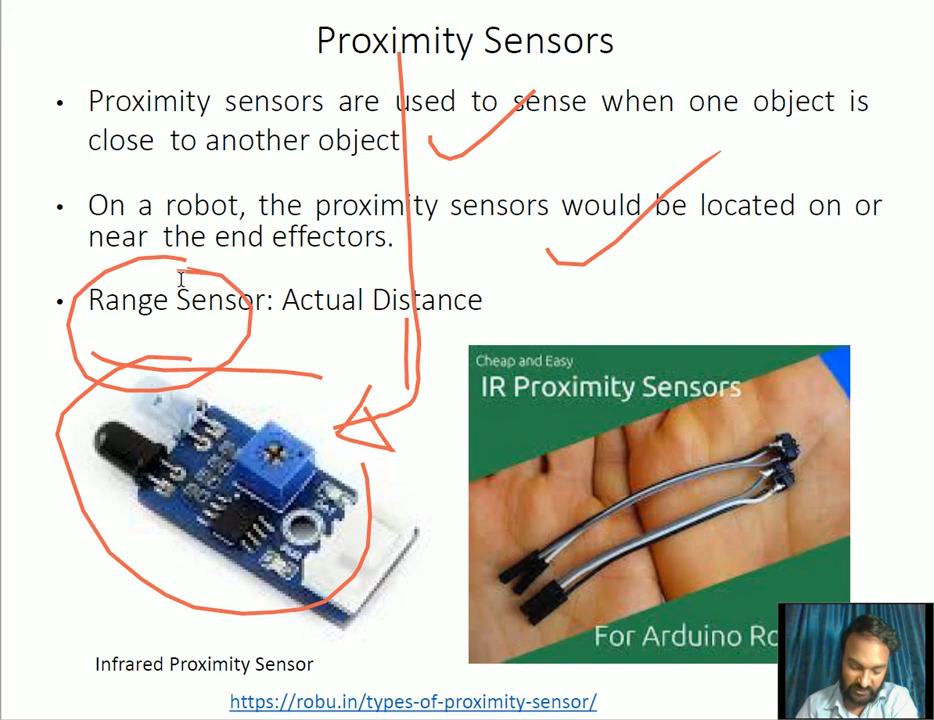 Proximity Sensors
• Proximity sensors are used to sense when one object is
close to another object
• On a robot, the proximity sensors would be located on or
near the end effectors.
• Range Sensor: Actual Distance
Cheap and Easy
IR Proximity Sensors
For Arduino
Infrared Proximity Sensor
https://robu.in/types-of-proximity-sensor/